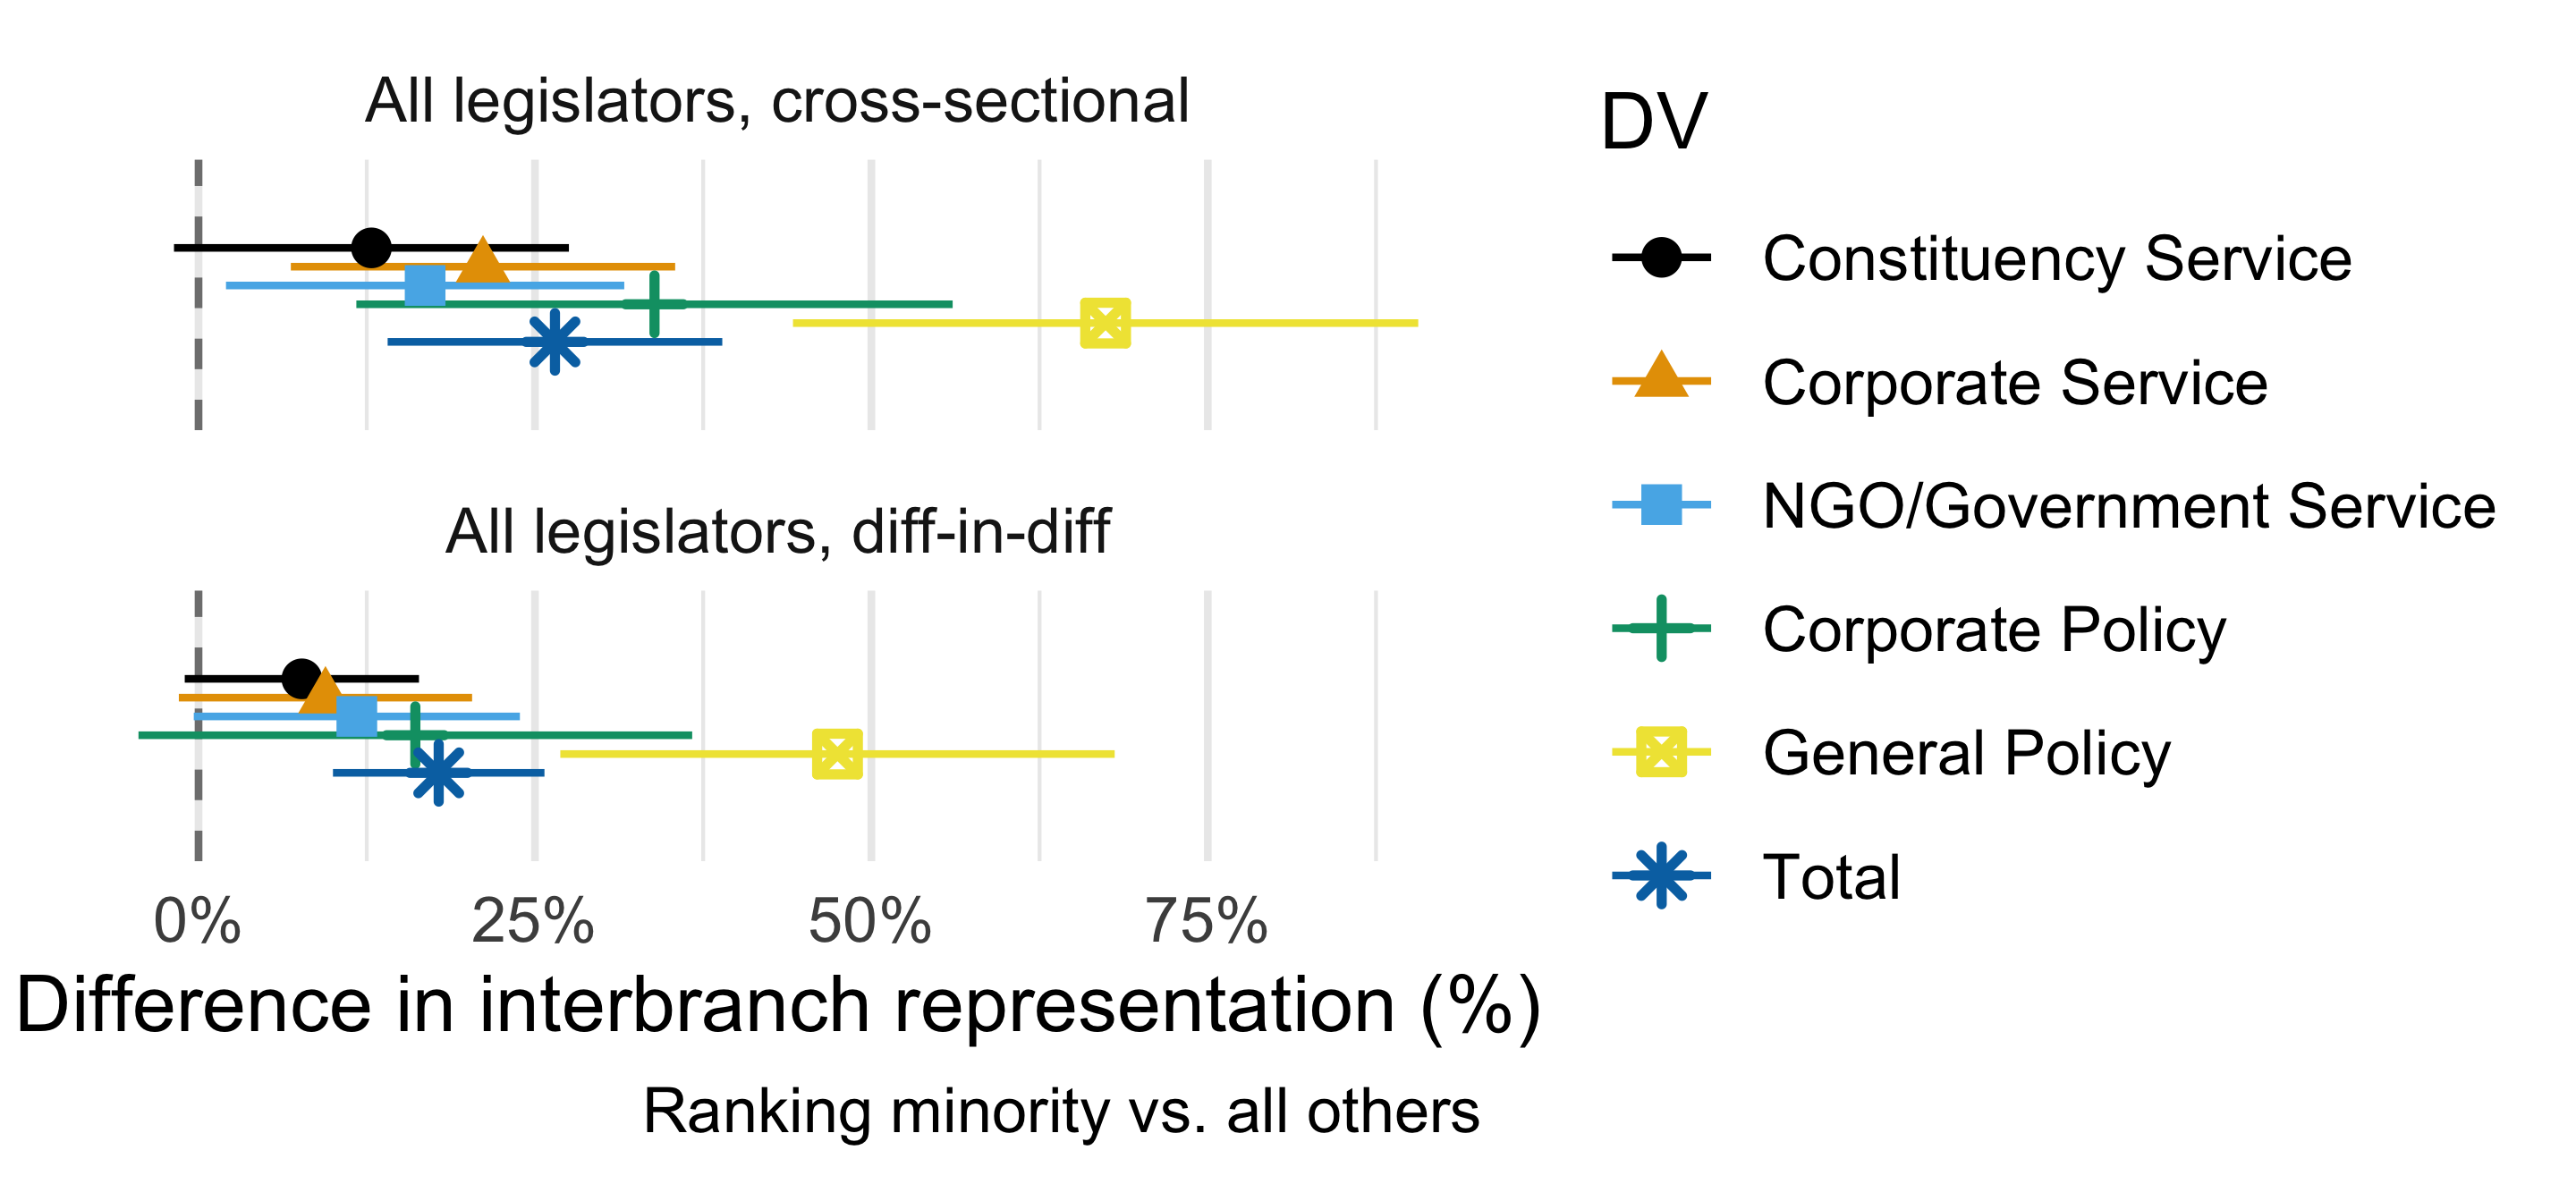 All legislators, cross-sectional
All legislators, diff-in-diff
0%
25%
50%
75%
Difference in interbranch representation (%)
Ranking minority vs. all others
DV
Constituency Service
Corporate Service
NGO/Government Service
Corporate Policy
General Policy
Total